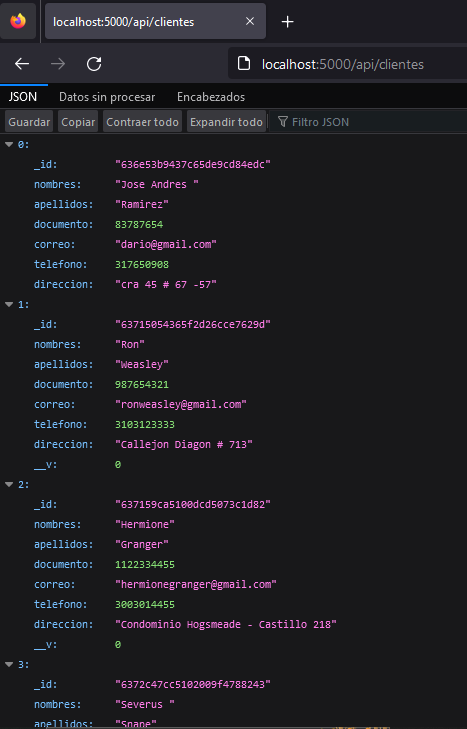 localhost:5000/api/clientes
localhost:5000/api/clientes
JSON Datos sin procesar Encabezados
Guardar Copiar Contraer todo Expandir todo Filtro JSON
0:
_id: "636e53b9437c65de9cd84edc"
nombres: "Jose Andres "
apellidos: "Ramirez"
documento: 83787654
correo: "dario@gmail.com"
telefono: 317650908
direccion: "cra 45 # 67 -57"
1:
_id: "63715054365f2d26cce7629d"
nombres: "Ron"
apellidos: "Weasley"
documento: 987654321
correo: "ronweasley@gmail.com"
telefono: 3103123333
direccion: "Callejon Diagon # 713"
__v: 0
2:
_id: "637159ca5100dcd5073c1d82"
nombres: "Hermione"
apellidos: "Granger"
documento: 1122334455
correo: "hermionegranger@gmail.com"
telefono: 3003014455
direccion: "Condominio Hogsmeade - Castillo 218"
__v: 0
3:
_id: "6372c47cc5102009f4788243"
nombres: "Severus "
apellidos: "Snape"